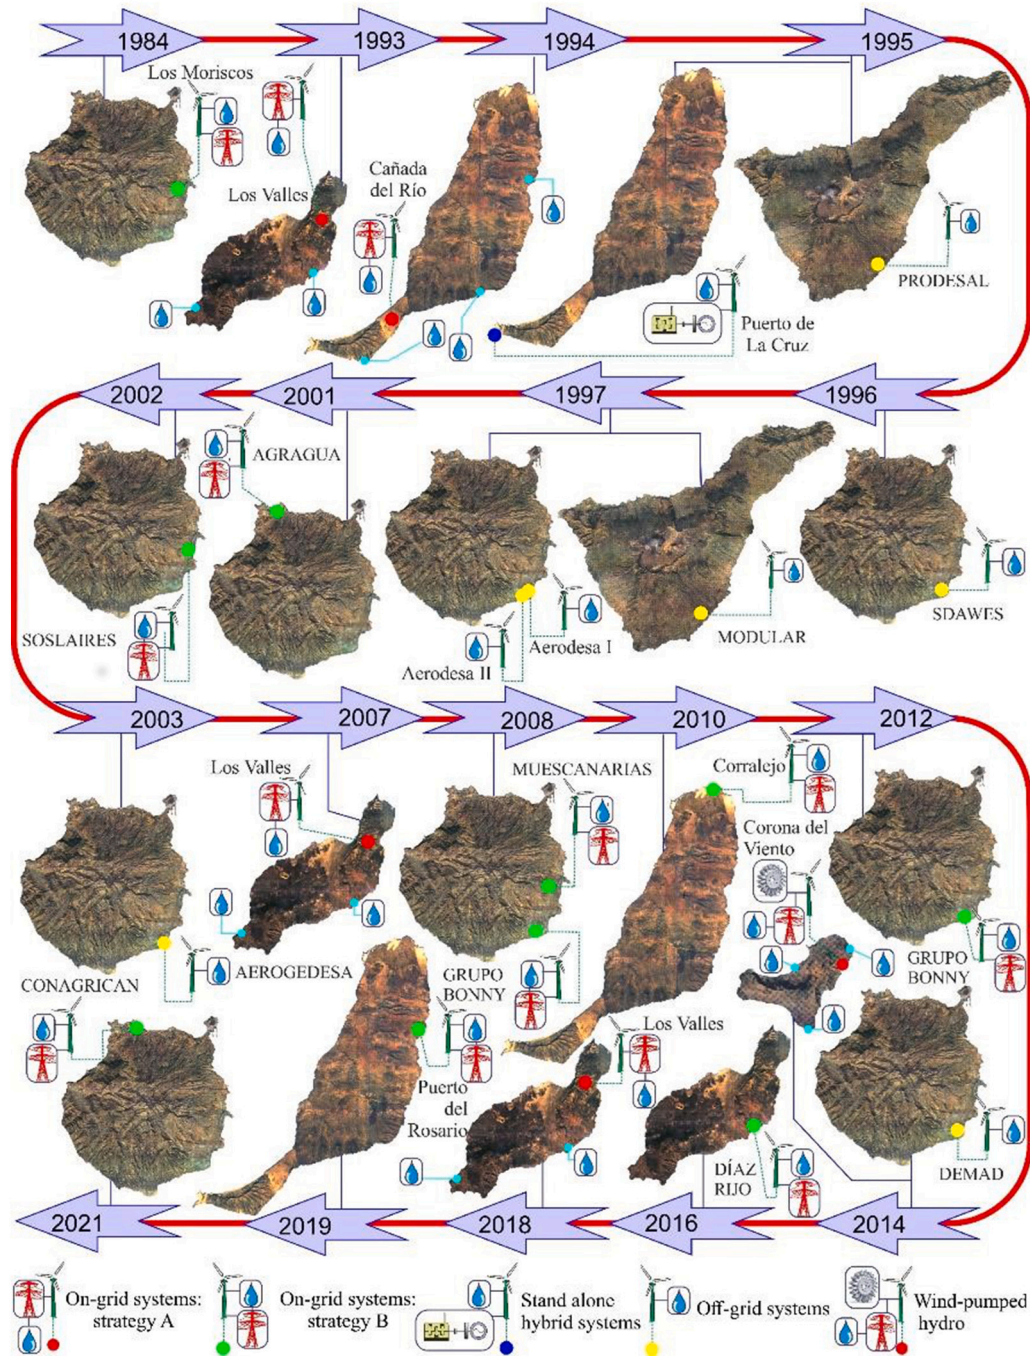 1984
1993
1994
1995
Los Moriscos
Los Valles
Cañada
del Río
PRODESAL
Puerto de
La Cruz
2002
2001
1997
1996
AGRAGUA
SOSLAIRES
Aerodesa II
Aerodesa I
MODULAR
SDAWES
2003
2007
2008
2010
2012
Los Valles
MUESCANARIAS
Corralejo
Corona del
Viento
AEROGEDESA
CONAGRICAN
GRUPO
BONNY
GRUPO
BONNY
Los Valles
Puerto
del
Rosario
DÍAZ
RIJO
DEMAD
2021
2019
2018
2016
2014
On-grid systems:
strategy A
On-grid systems:
strategy B
Stand alone
hybrid systems
Off-grid systems
Wind-pumped
hydro